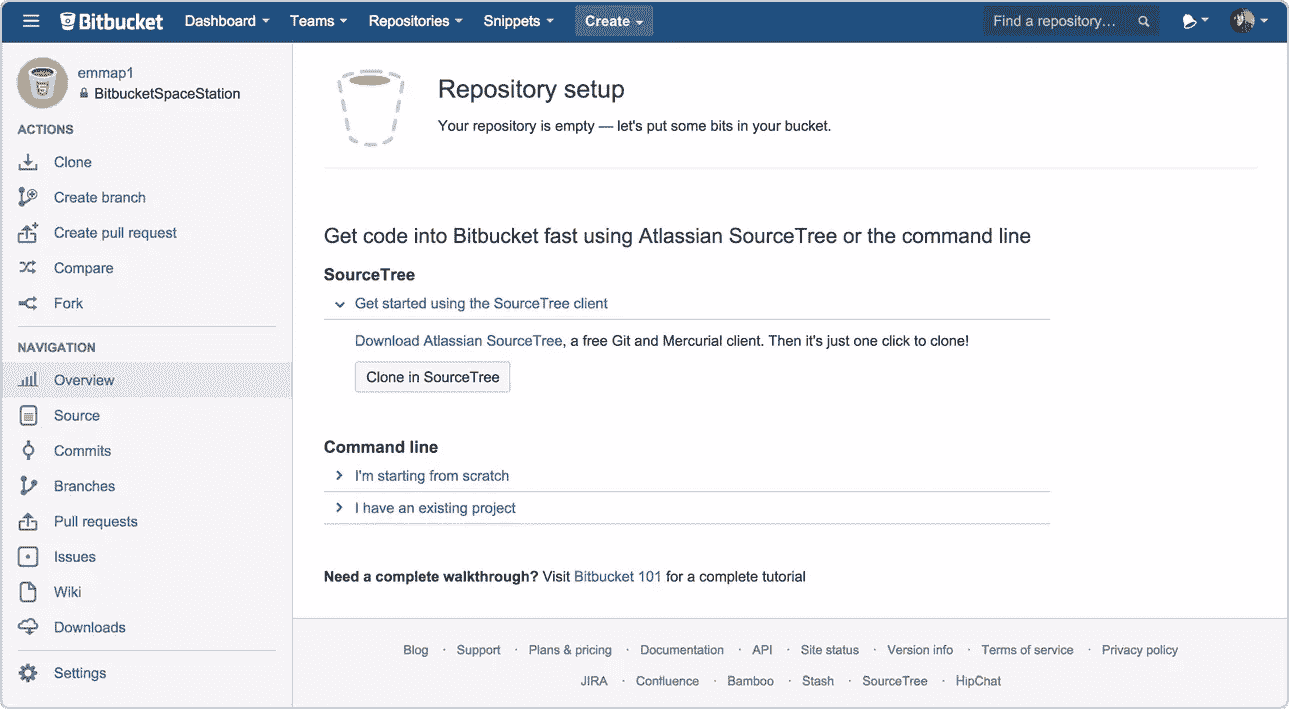 Bitbucket Dashboard Teams Repositories Snippets Create Find a repository...
emmap1
BitbucketSpaceStation
ACTIONS
Clone
Create branch
Create pull request
Compare
Fork
NAVIGATION
Overview
Source
Commits
Branches
Pull requests
Issues
Wiki
Downloads
Settings
Repository setup
Your repository is empty — let's put some bits in your bucket.
Get code into Bitbucket fast using Atlassian SourceTree or the command line
SourceTree
Get started using the SourceTree client
Download Atlassian SourceTree, a free Git and Mercurial client. Then it's just one click to clone!
Clone in SourceTree
Command line
I'm starting from scratch
I have an existing project
Need a complete walkthrough? Visit Bitbucket 101 for a complete tutorial
Blog · Support · Plans & pricing · Documentation · API · Site status · Version info · Terms of service · Privacy policy
JIRA · Confluence · Bamboo · Stash · SourceTree · HipChat